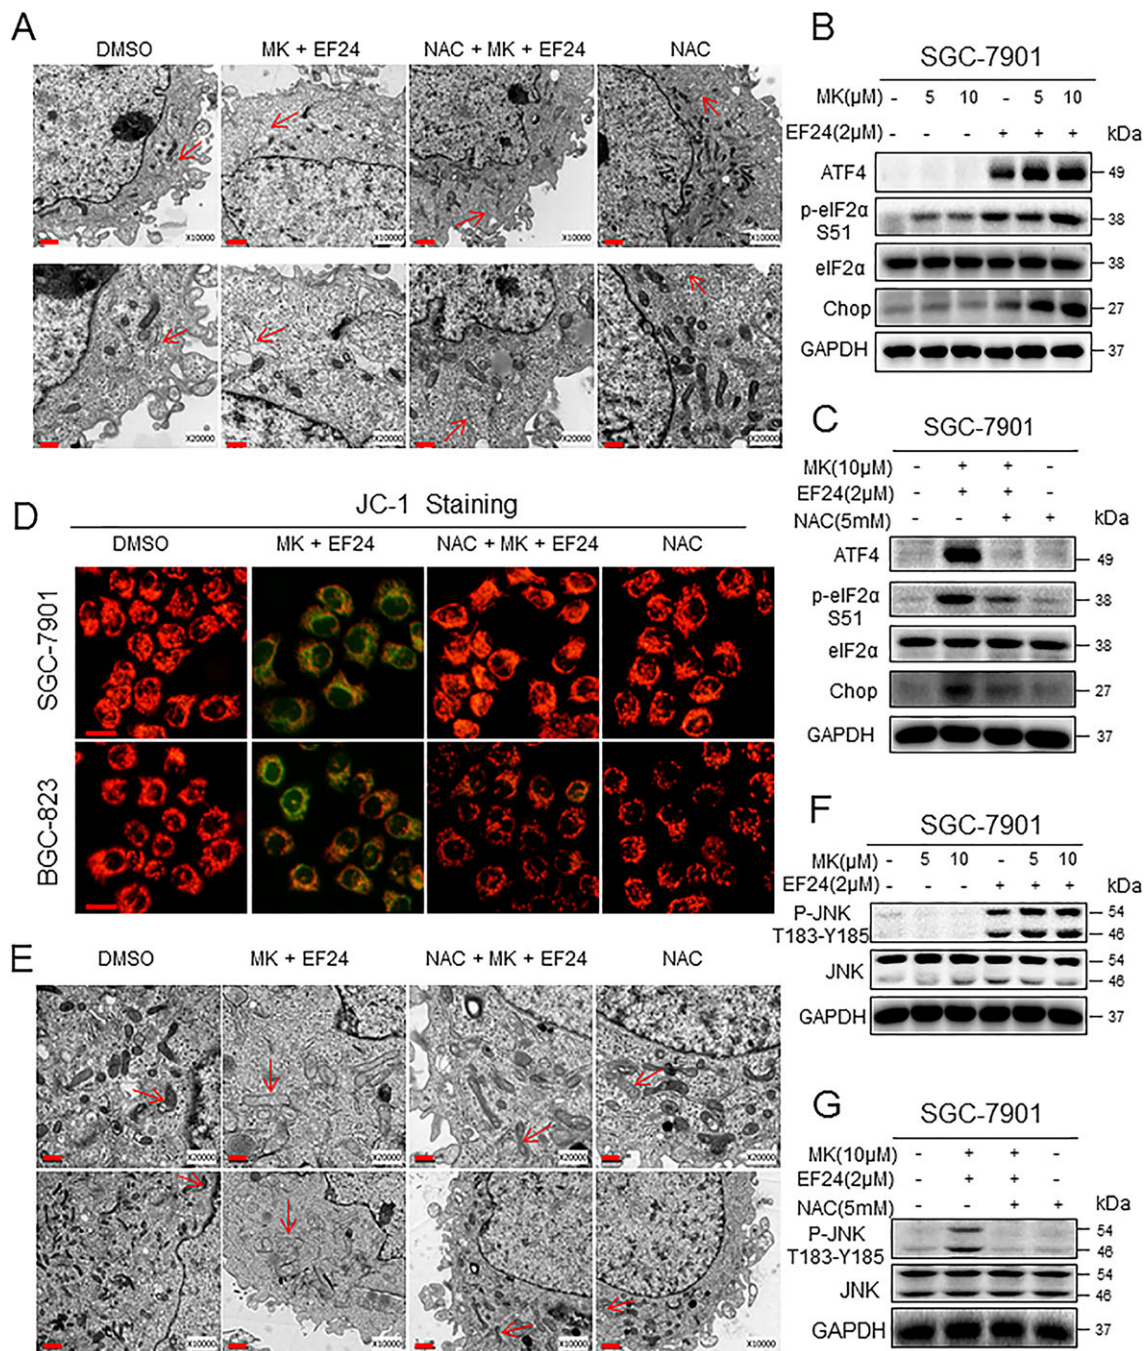 A
DMSO MK + EF24 NAC + MK + EF24 NAC
X10000 X10000 X10000 X10000
X20000 X20000 X20000 X20000
B
SGC-7901
MK(μM) - 5 10 - 5 10
EF24(2μM) - - - + + + kDa
ATF4 49
p-eIF2α 38
S51
eIF2α 38
Chop 27
GAPDH 37
C
SGC-7901
MK(10μM) - + + -
EF24(2μM) - + + -
NAC(5mM) - - + + kDa
ATF4 49
p-eIF2α 38
S51
eIF2α 38
Chop 27
GAPDH 37
D
JC-1 Staining
DMSO MK + EF24 NAC + MK + EF24 NAC
SGC-7901
BGC-823
E
DMSO MK + EF24 NAC + MK + EF24 NAC
X20000 X20000 X20000 X20000
X10000 X10000 X10000 X10000
F
SGC-7901
MK(μM) - 5 10 - 5 10
EF24(2μM) - - - + + + kDa
P-JNK 54
T183-Y185 46
JNK 54
46
GAPDH 37
G
SGC-7901
MK(10μM) - + + -
EF24(2μM) - + + -
NAC(5mM) - - + + kDa
P-JNK 54
T183-Y185 46
JNK 54
46
GAPDH 37